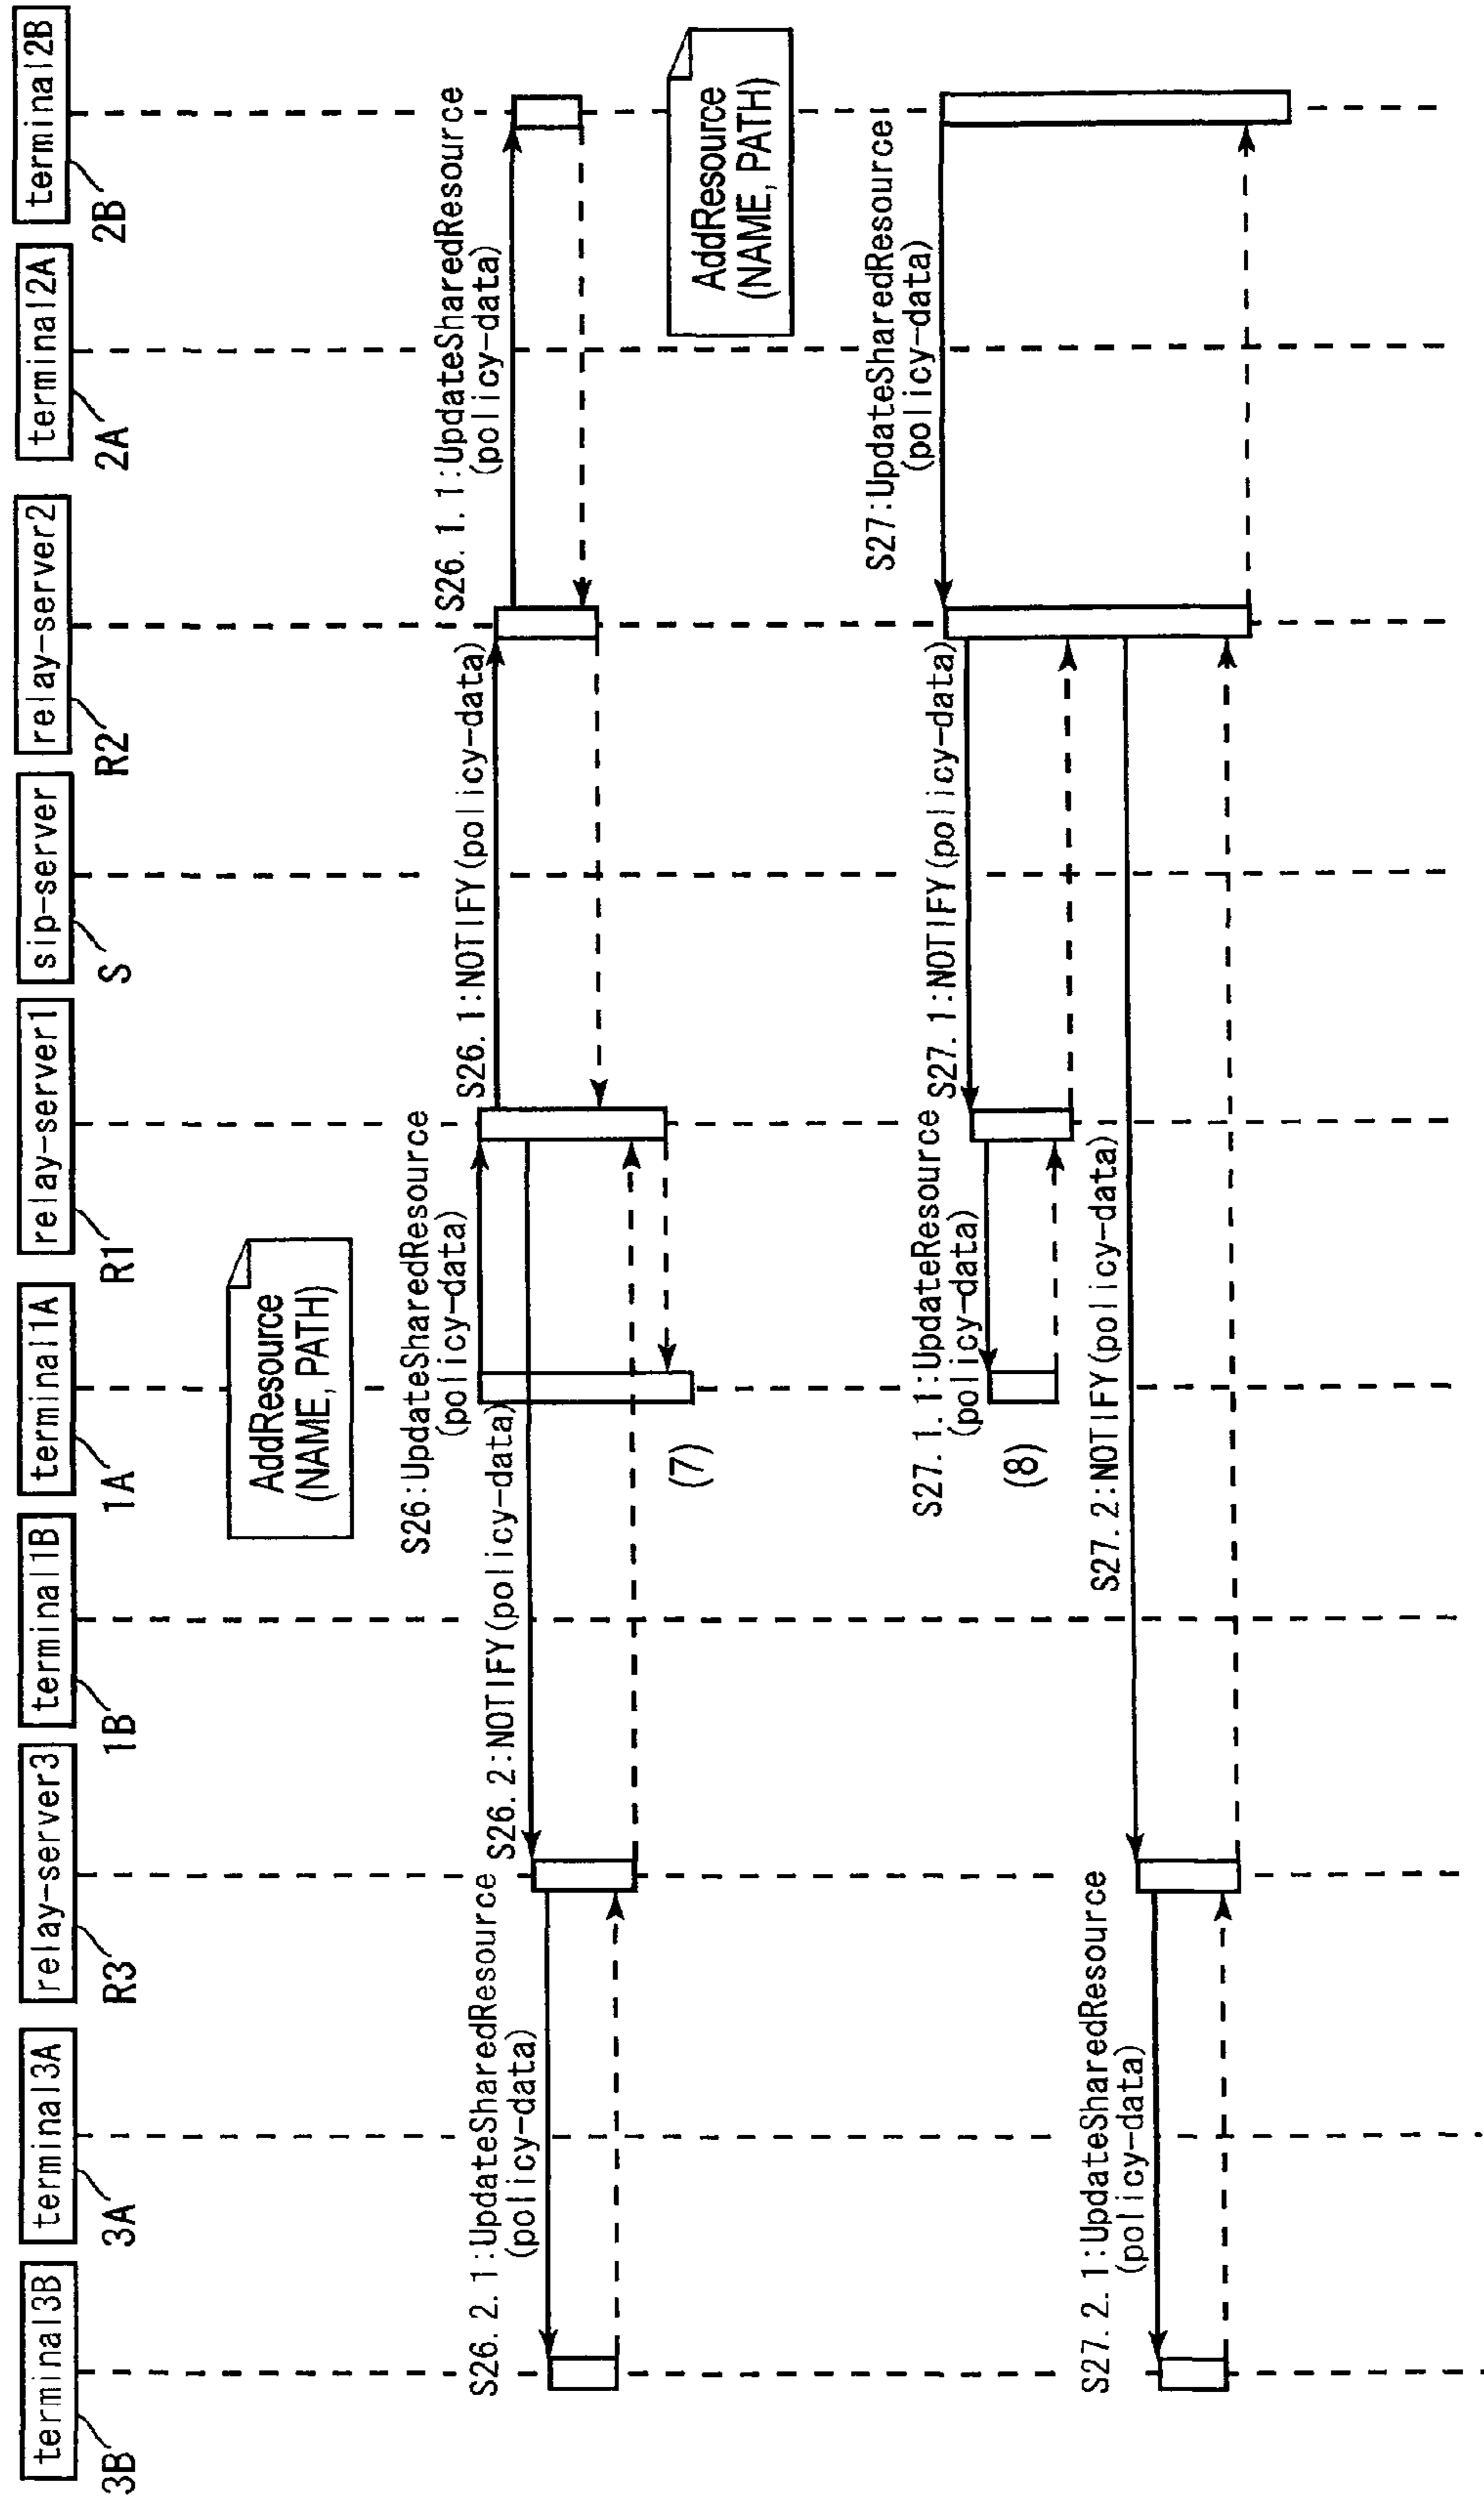 terminal3B
3B
terminal3A
3A
relay-server3
R3
terminal1B
1B
terminal1A
1A
relay-server1
R1
sip-server
S
relay-server2
R2
terminal2A
2A
terminal2B
2B
AddResource
(NAME, PATH)
S26:UpdateSharedResource
(policy-data)
S26.1:NOTIFY(policy-data)
S26.1.1:UpdateSharedResource
(policy-data)
S26.2:NOTIFY(policy-data)
S26.2.1:UpdateSharedResource
(policy-data)
(7)
AddResource
(NAME, PATH)
S27:UpdateSharedResource
(policy-data)
S27.1:NOTIFY(policy-data)
S27.1.1:UpdateResource
(policy-data)
(8)
S27.2:NOTIFY(policy-data)
S27.2.1:UpdateSharedResource
(policy-data)